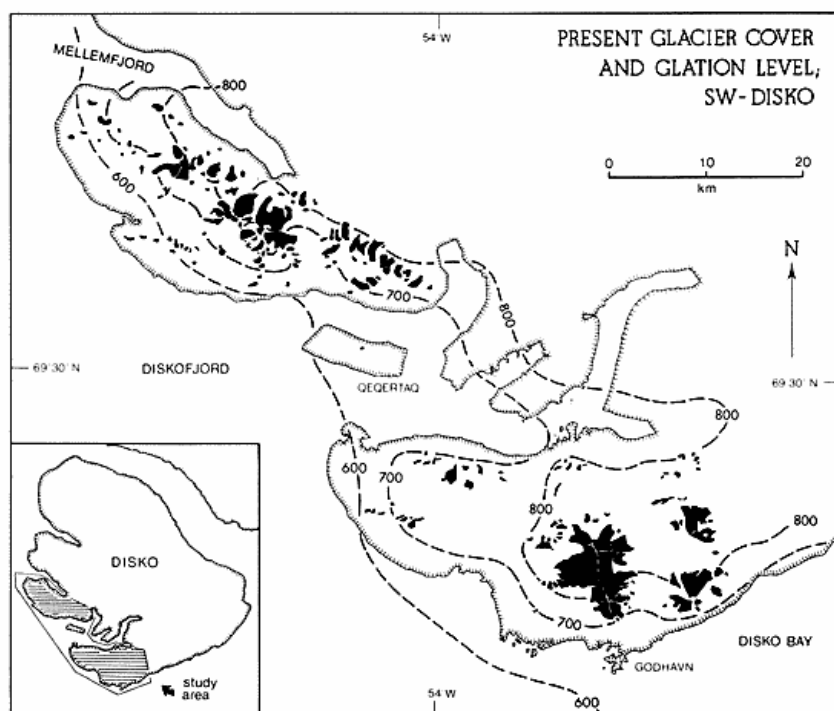 54 W
PRESENT GLACIER COVER
AND GLATION LEVEL;
SW-DISKO
MELLEMFJORD
800
0 10 20
km
600
N
700
800
69°30' N
DISKOFJORD
QEQERTAQ
69°30' N
800
600
700
800
800
700
DISKO BAY
GODHAVN
600
54 W
DISKO
study
area